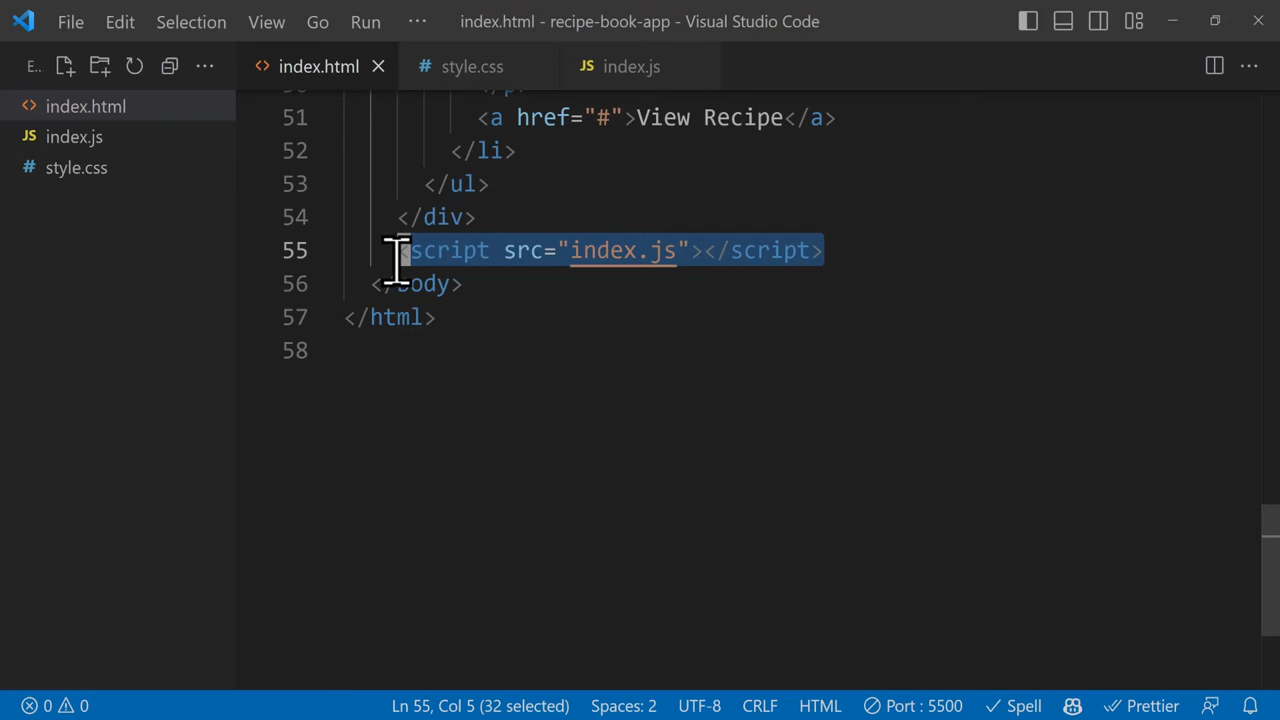 File Edit Selection View Go Run ··· index.html - recipe-book-app - Visual Studio Code
E.. ··· index.html style.css JS index.js ···
index.html
JS index.js
style.css
51 <a href="#">View Recipe</a>
52 </li>
53 </ul>
54 </div>
55 <script src="index.js"></script>
56 </body>
57 </html>
58
0 0 Ln 55, Col 5 (32 selected) Spaces: 2 UTF-8 CRLF HTML Port : 5500 Spell Prettier